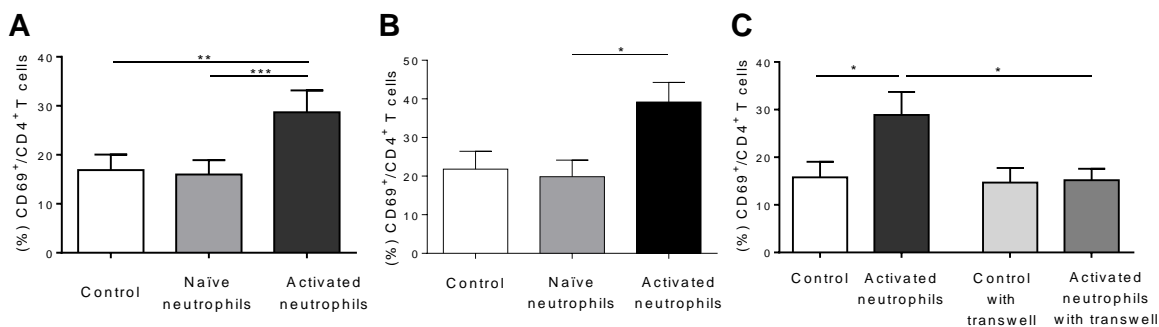 A
(%) CD69⁺/CD4⁺ T cells
40
30
20
10
0
**
***
Control
Naïve
neutrophils
Activated
neutrophils
B
(%) CD69⁺/CD4⁺ T cells
50
40
30
20
10
0
*
Control
Naïve
neutrophils
Activated
neutrophils
C
(%) CD69⁺/CD4⁺ T cells
40
30
20
10
0
*
*
Control
Activated
neutrophils
Control
with
transwell
Activated
neutrophils
with transwell